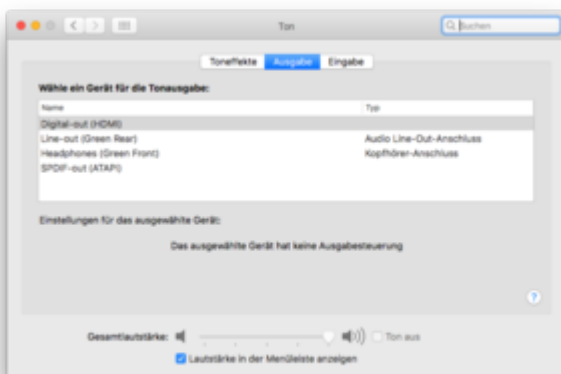 Ton
Suchen
Toneffekte Ausgabe Eingabe
Wähle ein Gerät für die Tonausgabe:
Name Typ
Digital-out (HDMI)
Line-out (Green Rear) Audio Line-Out-Anschluss
Headphones (Green Front) Kopfhörer-Anschluss
SPDIF-out (ATAPI)
Einstellungen für das ausgewählte Gerät:
Das ausgewählte Gerät hat keine Ausgabesteuerung
?
Gesamtlautstärke: Ton aus
Lautstärke in der Menüleiste anzeigen